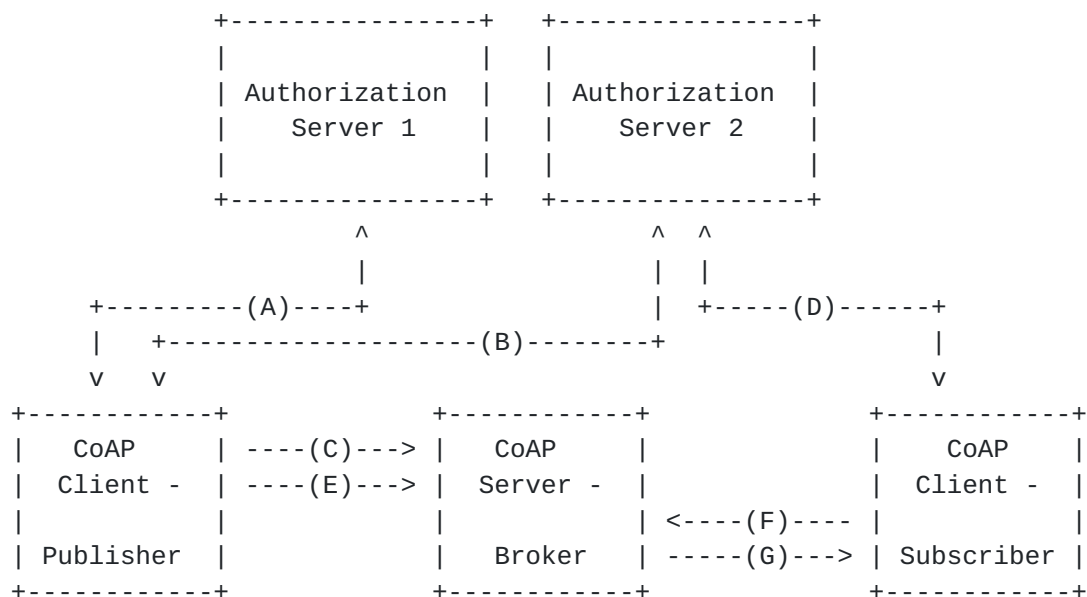 +----------------+   +----------------+
|                |   |                |
| Authorization  |   | Authorization  |
|    Server 1    |   |    Server 2    |
|                |   |                |
+----------------+   +----------------+
^                  ^  ^
|                  |  |
+---------(A)----+                  |  +-----(D)------+
|   +--------------------(B)--------+                 |
v   v                                                 v
+------------+             +------------+              +------------+
|   CoAP     | ----(C)---> |   CoAP     |              |    CoAP    |
|  Client -  | ----(E)---> |  Server -  |              |  Client -  |
|            |             |            | <----(F)---- |            |
| Publisher  |             |   Broker   | -----(G)---> | Subscriber |
+------------+             +------------+              +------------+